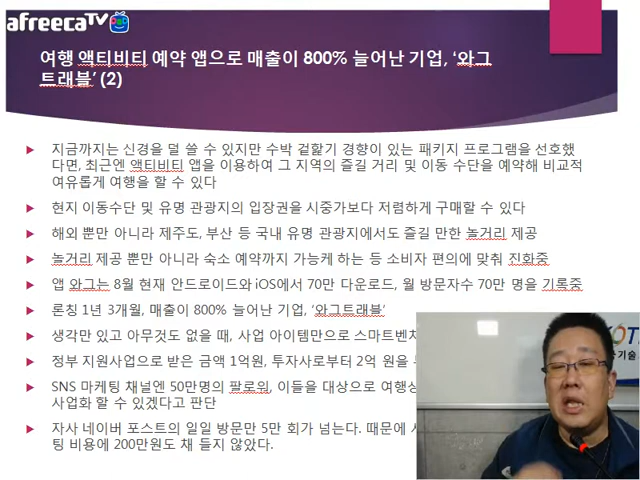 afreecaTV
여행 액티비티 예약 앱으로 매출이 800% 늘어난 기업, ‘와그
트래블’ (2)
지금까지는 신경을 덜 쓸 수 있지만 수박 겉핥기 경향이 있는 패키지 프로그램을 선호했
다면, 최근엔 액티비티 앱을 이용하여 그 지역의 즐길 거리 및 이동 수단을 예약해 비교적
여유롭게 여행을 할 수 있다
현지 이동수단 및 유명 관광지의 입장권을 시중가보다 저렴하게 구매할 수 있다
해외 뿐만 아니라 제주도, 부산 등 국내 유명 관광지에서도 즐길 만한 놀거리 제공
놀거리 제공 뿐만 아니라 숙소 예약까지 가능케 하는 등 소비자 편의에 맞춰 진화중
앱 와그는 8월 현재 안드로이드와 iOS에서 70만 다운로드, 월 방문자수 70만 명을 기록중
론칭 1년 3개월, 매출이 800% 늘어난 기업, ‘와그트래블’
생각만 있고 아무것도 없을 때, 사업 아이템만으로 스마트벤처
정부 지원사업으로 받은 금액 1억원, 투자사로부터 2억 원을
SNS 마케팅 채널엔 50만명의 팔로워, 이들을 대상으로 여행상
사업화 할 수 있겠다고 판단
자사 네이버 포스트의 일일 방문만 5만 회가 넘는다. 때문에
팅 비용에 200만원도 채 들지 않았다.
기술